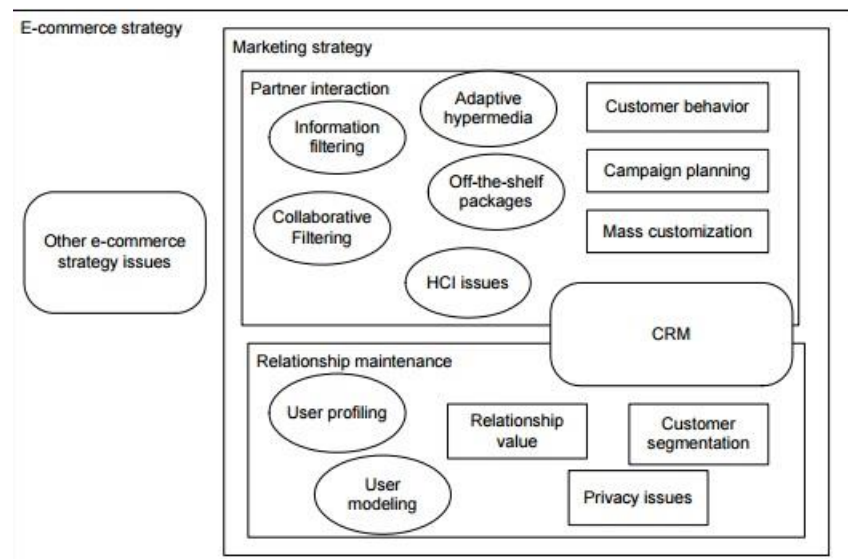 E-commerce strategy
Marketing strategy
Partner interaction
Adaptive
hypermedia
Customer behavior
Information
filtering
Campaign planning
Off-the-shelf
packages
Collaborative
Filtering
Mass customization
Other e-commerce
strategy issues
HCI issues
CRM
Relationship maintenance
User profiling
Relationship
value
Customer
segmentation
User
modeling
Privacy issues